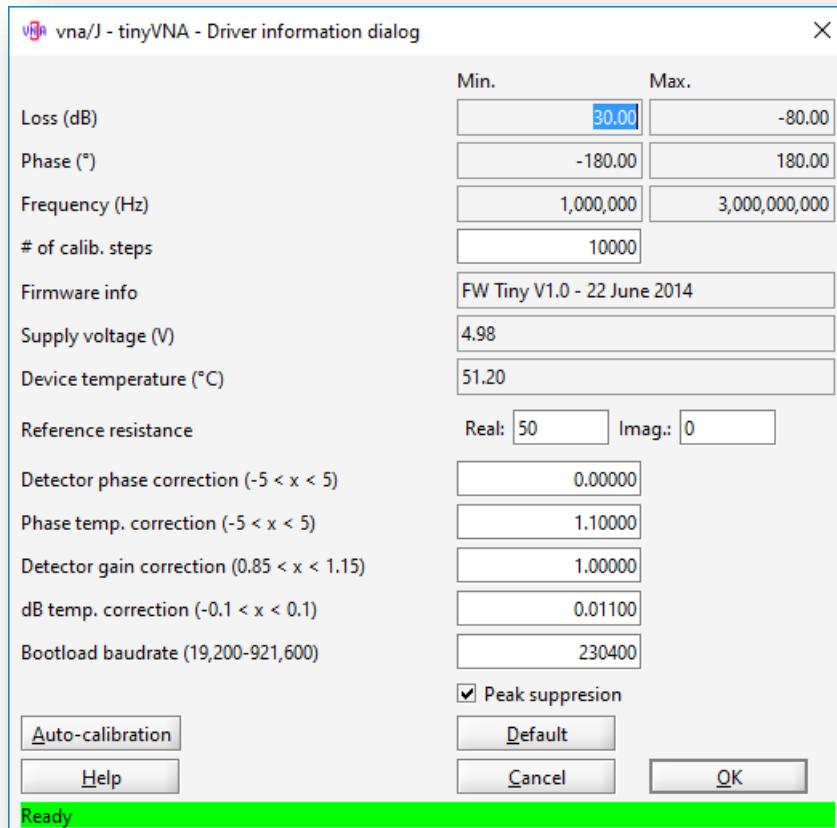 VNA vna/J - tinyVNA - Driver information dialog
Min. Max.
Loss (dB) 30.00 -80.00
Phase (°) -180.00 180.00
Frequency (Hz) 1,000,000 3,000,000,000
# of calib. steps 10000
Firmware info FW Tiny V1.0 - 22 June 2014
Supply voltage (V) 4.98
Device temperature (°C) 51.20
Reference resistance Real: 50 Imag.: 0
Detector phase correction (-5 < x < 5) 0.00000
Phase temp. correction (-5 < x < 5) 1.10000
Detector gain correction (0.85 < x < 1.15) 1.00000
dB temp. correction (-0.1 < x < 0.1) 0.01100
Bootload baudrate (19,200-921,600) 230400
Peak suppresion
Auto-calibration Default
Help Cancel OK
Ready